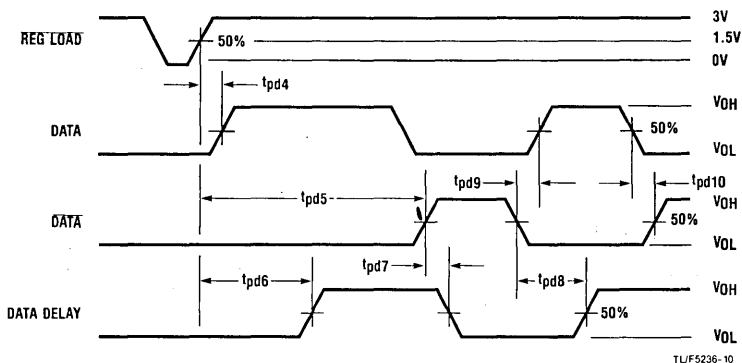 3V
REG LOAD
50%
1.5V
0V
tpd4
VOH
DATA
50%
VOL
tpd9
tpd10
tpd5
VOH
DATA
50%
VOL
tpd7
tpd6
tpd8
VOH
DATA DELAY
50%
VOL
TL/F5236-10